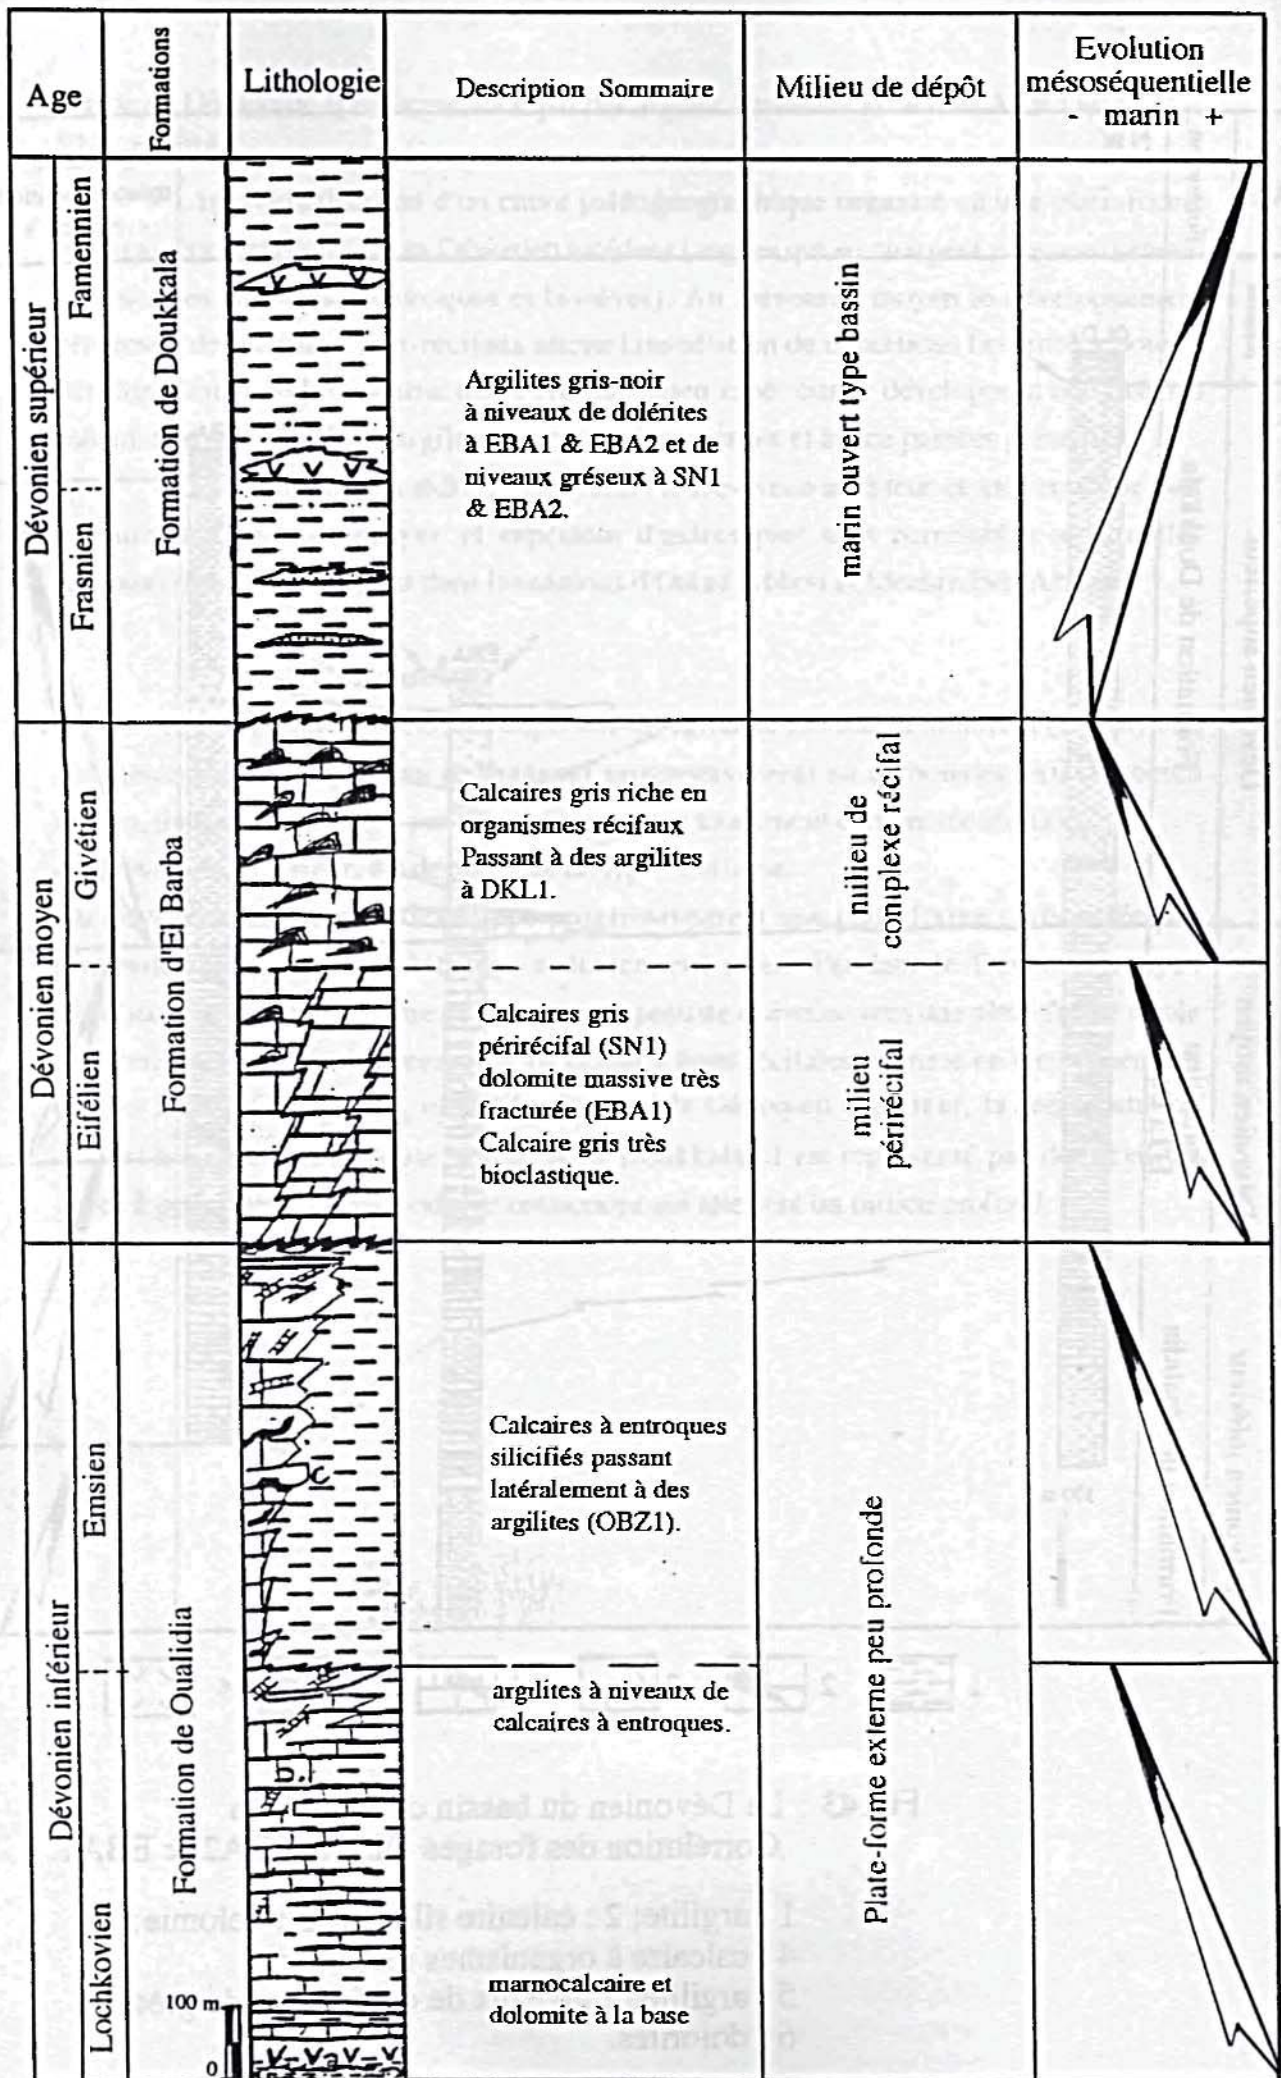 Age
Formations
Lithologie
Description Sommaire
Milieu de dépôt
Evolution
mésoséquentielle
- marin +
Dévonien supérieur
Famennien
Frasnien
Formation de Doukkala
Argilites gris-noir
à niveaux de dolérites
à EBA1 & EBA2 et de
niveaux gréseux à SN1
& EBA2.
marin ouvert type bassin
Dévonien moyen
Givétien
Eifélien
Formation d'El Barba
Calcaires gris riche en
organismes récifaux
Passant à des argilites
à DKL1.
milieu de
complexe récifal
Calcaires gris
périrécifal (SN1)
dolomite massive très
fracturée (EBA1)
Calcaire gris très
bioclastique.
milieu
périrécifal
Dévonien inférieur
Emsien
Lochkovien
Formation de Oualidia
c
b
a
Calcaires à entroques
silicifiés passant
latéralement à des
argilites (OBZ1).
argilites à niveaux de
calcaires à entroques.
marnocalcaire et
dolomite à la base
Plate-forme externe peu profonde
100 m
0